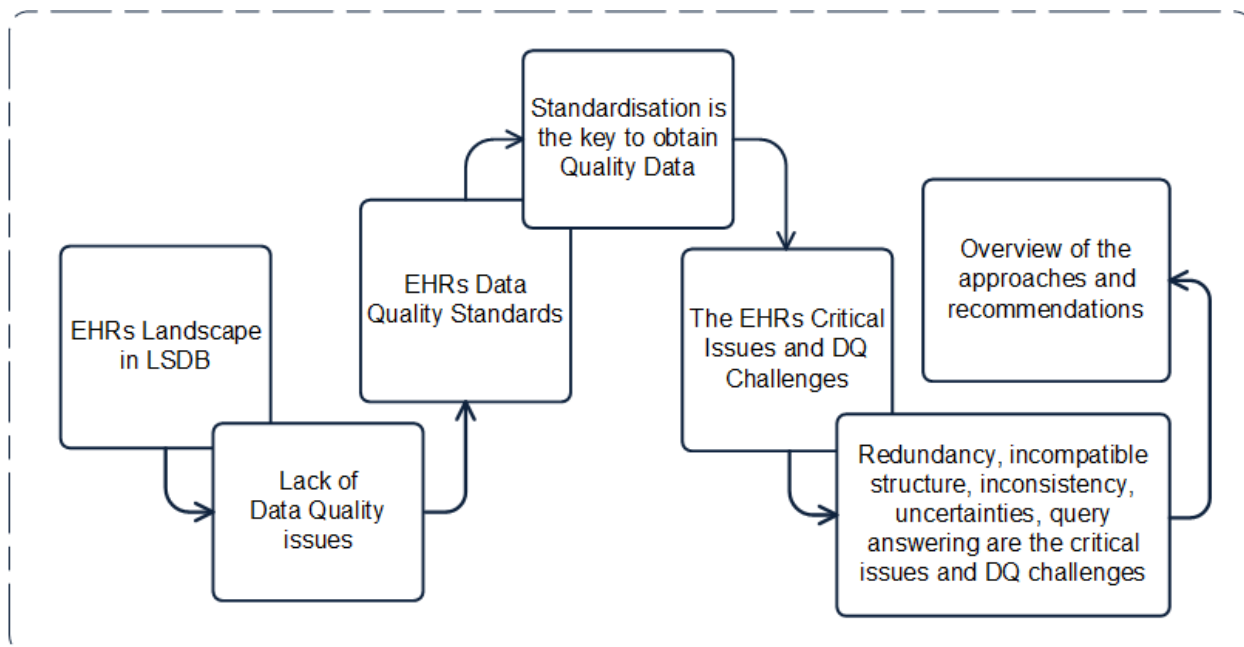 EHRs Landscape
in LSDB
Lack of
Data Quality
issues
EHRs Data
Quality Standards
Standardisation is
the key to obtain
Quality Data
The EHRs Critical
Issues and DQ
Challenges
Redundancy, incompatible
structure, inconsistency,
uncertainties, query
answering are the critical
issues and DQ challenges
Overview of the
approaches and
recommendations